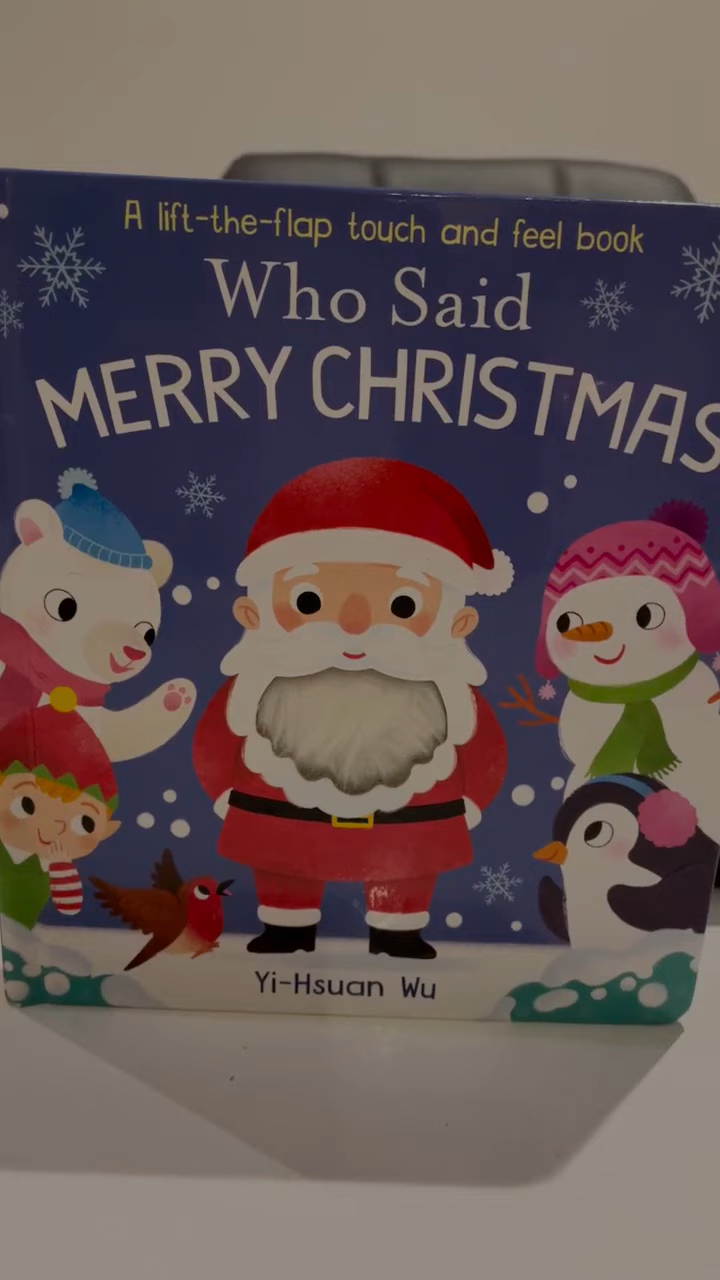 A lift-the-flap touch and feel book
Who Said
MERRY CHRISTMAS
Yi-Hsuan Wu